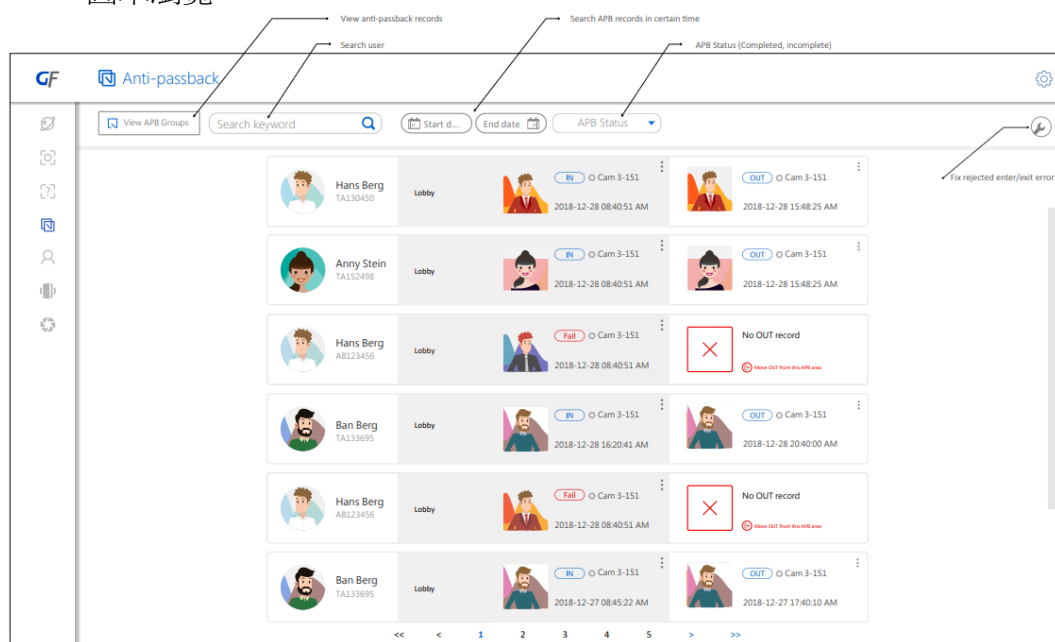 圖本瀏覽
View anti-passback records
Search APB records in certain time
Search user
APB Status (Completed, incomplete)
GF
Anti-passback
View APB Groups
Search keyword
Start d...
End date
APB Status
Fix rejected enter/exit error
Hans Berg
TA130450
Lobby
IN
Cam 3-151
2018-12-28 08:40:51 AM
OUT
Cam 3-151
2018-12-28 15:48:25 AM
Anny Stein
TA152498
Lobby
IN
Cam 3-151
2018-12-28 08:40:51 AM
OUT
Cam 3-151
2018-12-28 15:48:25 AM
Hans Berg
AB123456
Lobby
Fail
Cam 3-151
2018-12-28 08:40:51 AM
No OUT record
Move OUT from this APB area
Ban Berg
TA133695
Lobby
IN
Cam 3-151
2018-12-28 16:20:41 AM
OUT
Cam 3-151
2018-12-28 20:40:00 AM
Hans Berg
AB123456
Lobby
Fail
Cam 3-151
2018-12-28 08:40:51 AM
No OUT record
Move OUT from this APB area
Ban Berg
TA133695
Lobby
IN
Cam 3-151
2018-12-27 08:45:22 AM
OUT
Cam 3-151
2018-12-27 17:40:10 AM
<< < 1 2 3 4 5 > >>